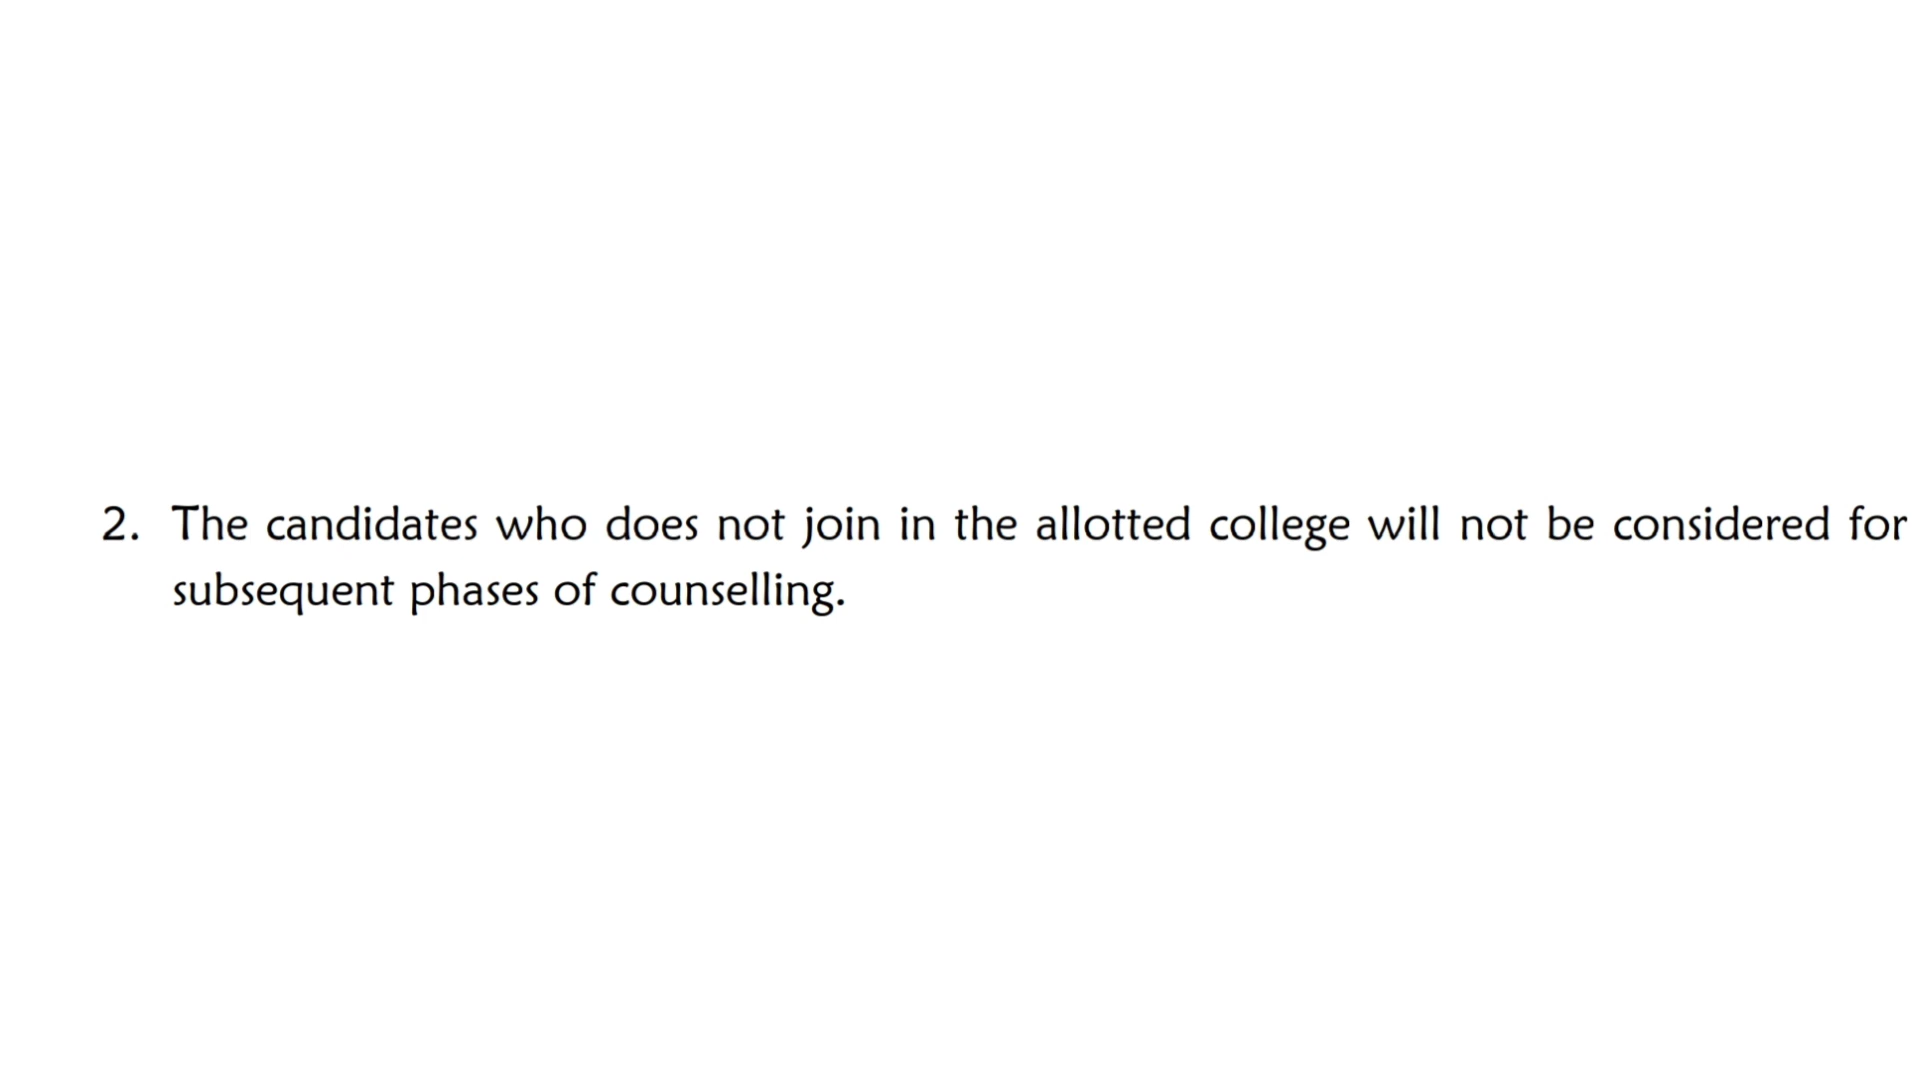 2. The candidates who does not join in the allotted college will not be considered for
subsequent phases of counselling.